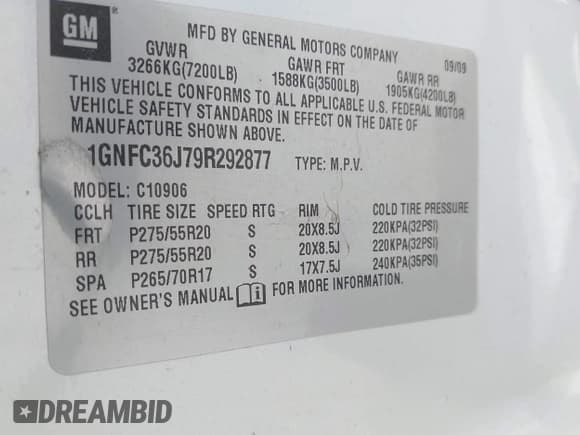 GM
MFD BY GENERAL MOTORS COMPANY
09/09
GVWR GAWR FRT GAWR RR
3266KG(7200LB) 1588KG(3500LB) 1905KG(4200LB)
THIS VEHICLE CONFORMS TO ALL APPLICABLE U.S. FEDERAL MOTOR
VEHICLE SAFETY STANDARDS IN EFFECT ON THE DATE OF
MANUFACTURE SHOWN ABOVE.
1GNFC36J79R292877 TYPE: M.P.V.
MODEL: C10906
CCLH TIRE SIZE SPEED RTG RIM COLD TIRE PRESSURE
FRT P275/55R20 S 20X8.5J 220KPA(32PSI)
RR P275/55R20 S 20X8.5J 220KPA(32PSI)
SPA P265/70R17 S 17X7.5J 240KPA(35PSI)
SEE OWNER'S MANUAL FOR MORE INFORMATION.
DREAMBID